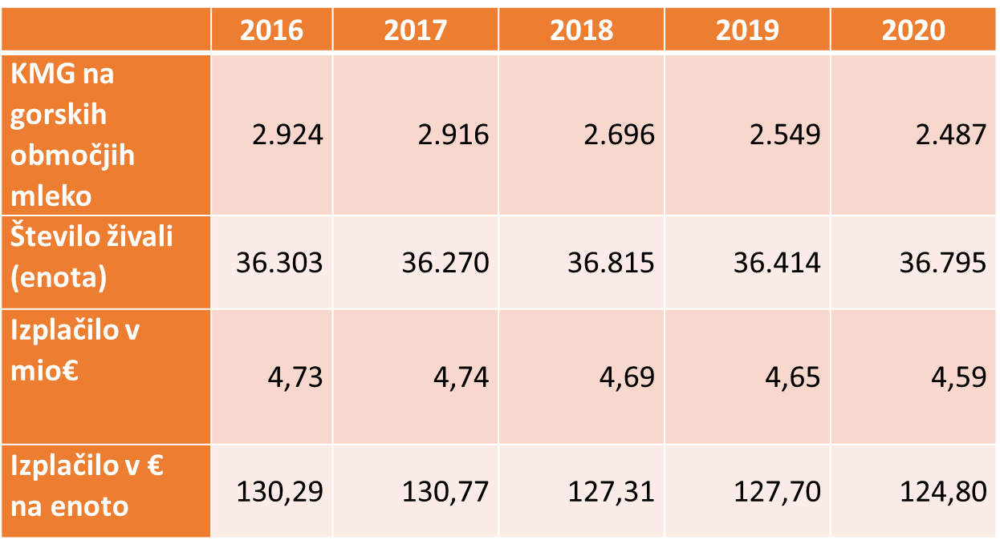 2016 2017 2018 2019 2020
KMG na
gorskih
območjih
mleko
2.924 2.916 2.696 2.549 2.487
Število živali
(enota)
36.303 36.270 36.815 36.414 36.795
Izplačilo v
mio€
4,73 4,74 4,69 4,65 4,59
Izplačilo v €
na enoto
130,29 130,77 127,31 127,70 124,80